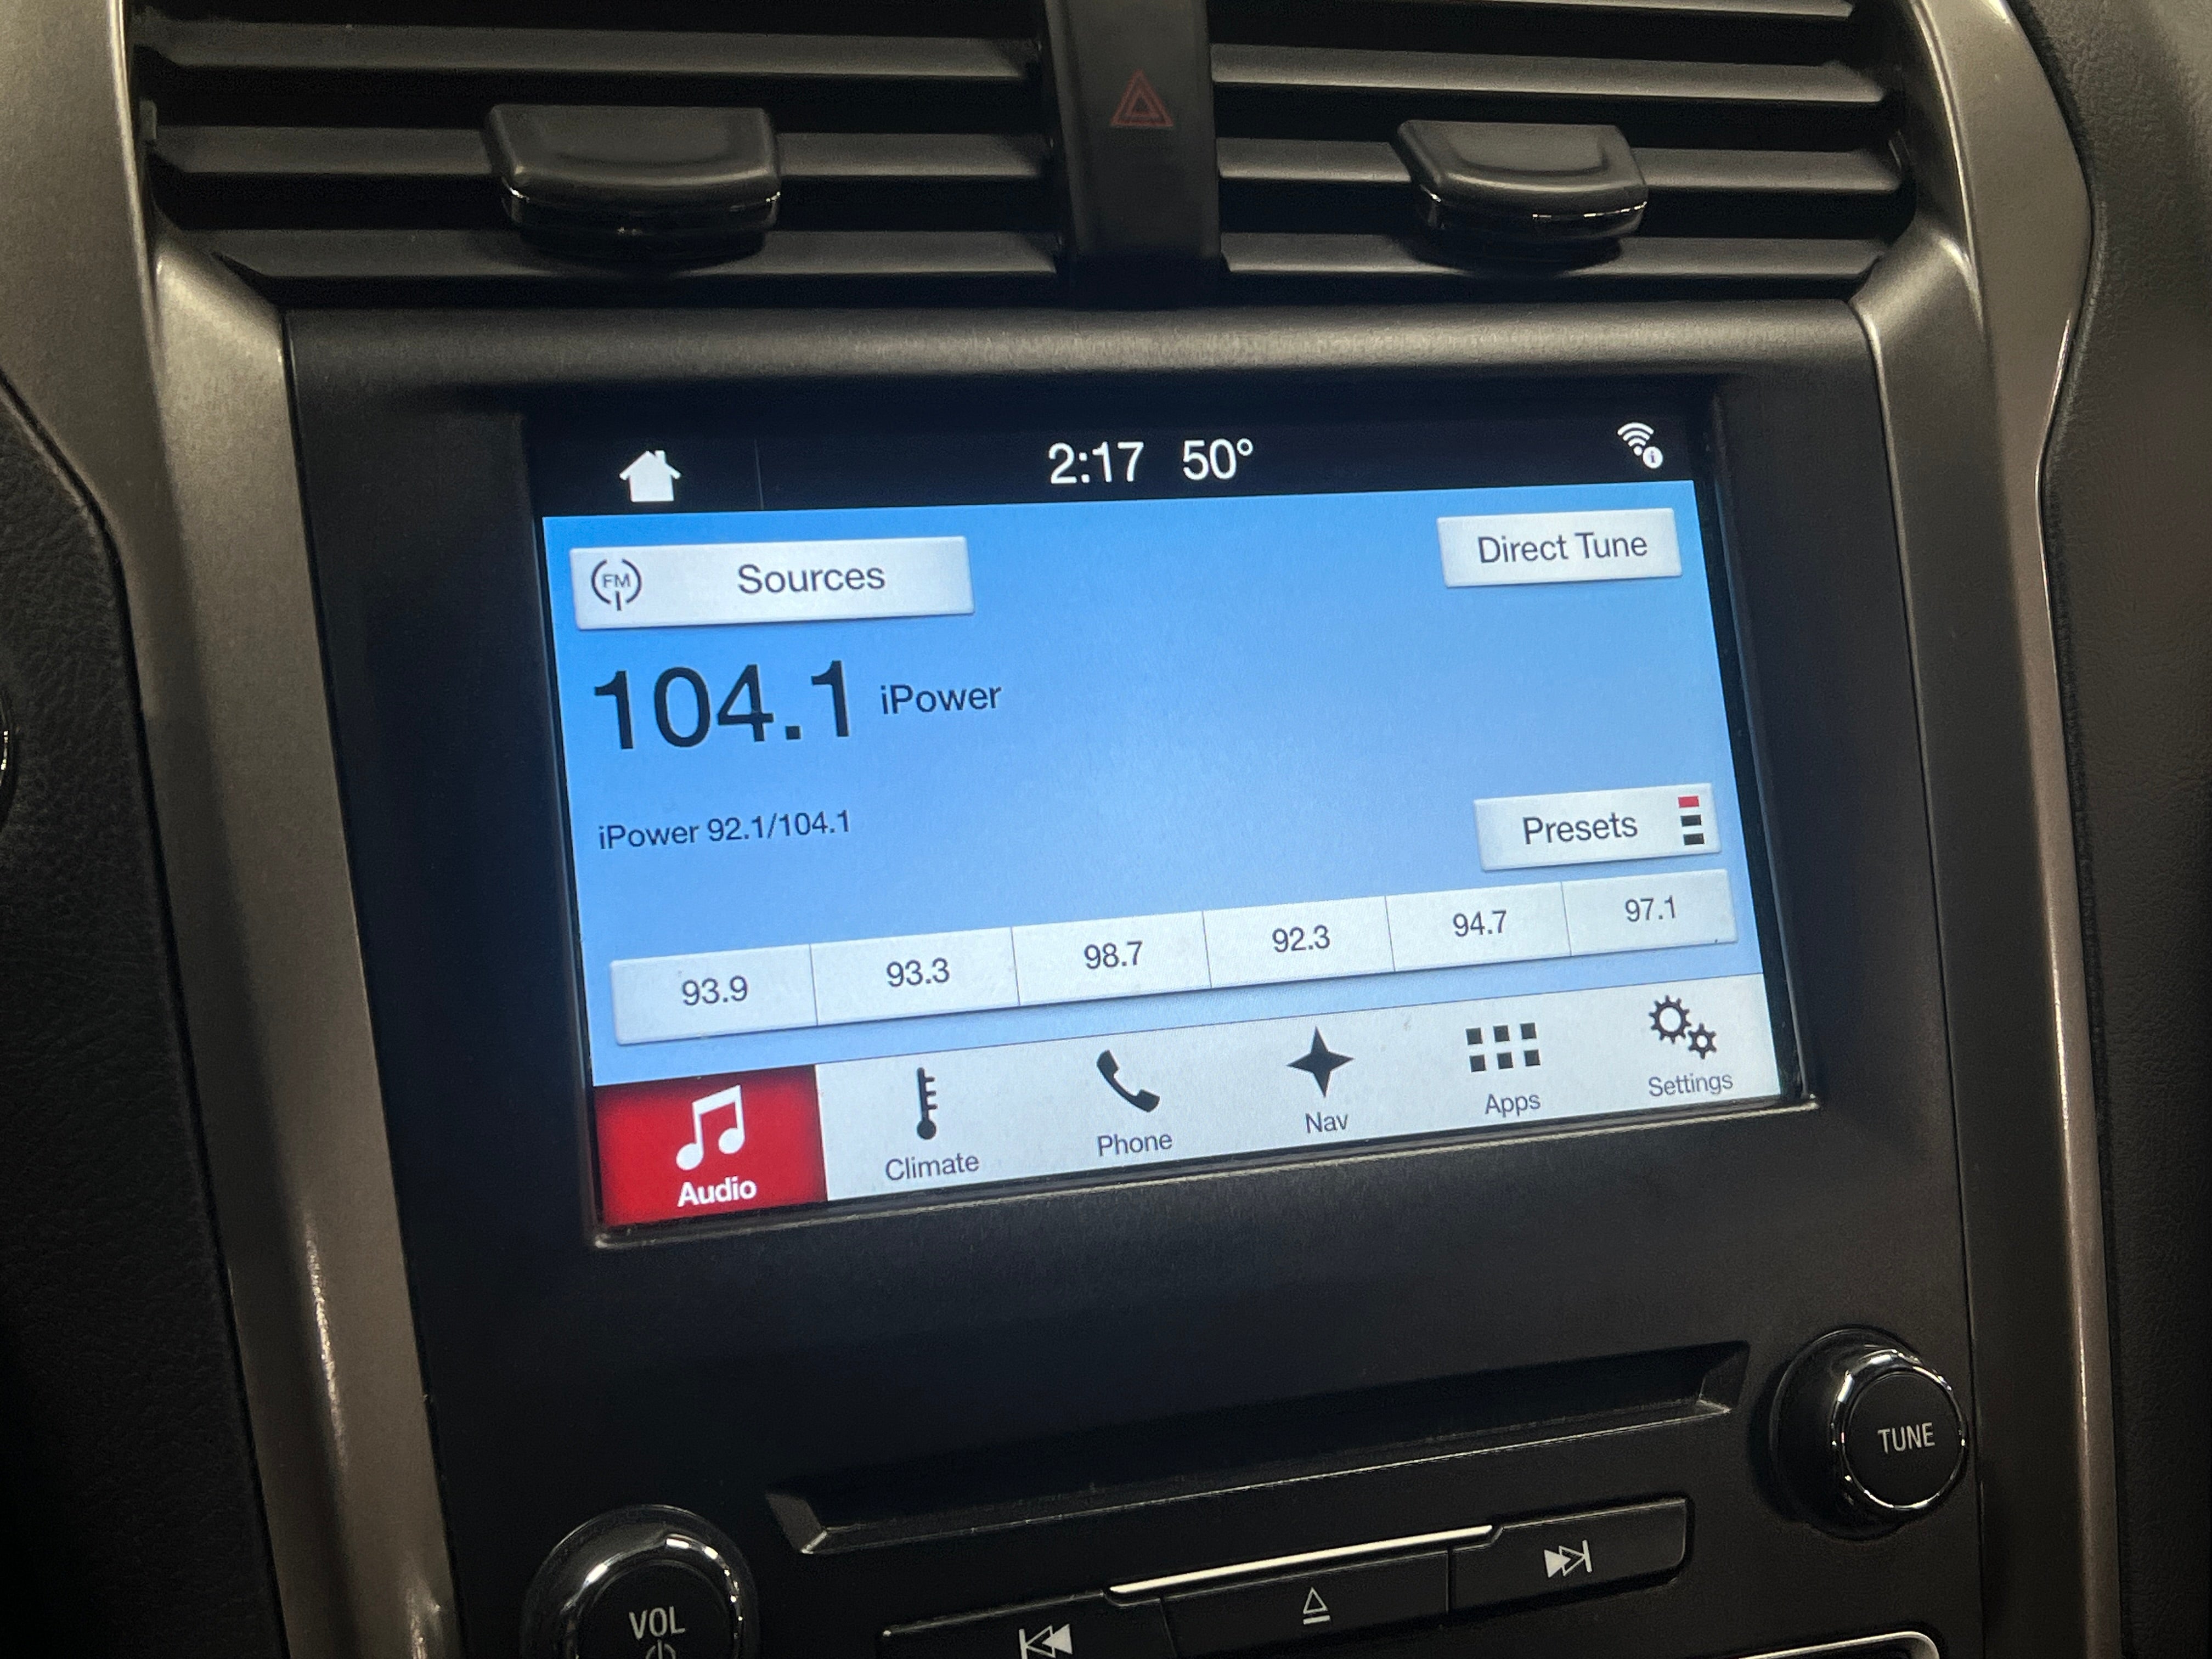 2:17 50°
FM Sources
Direct Tune
104.1 iPower
iPower 92.1/104.1
Presets
93.9 93.3 98.7 92.3 94.7 97.1
Audio Climate Phone Nav Apps Settings
TUNE
VOL